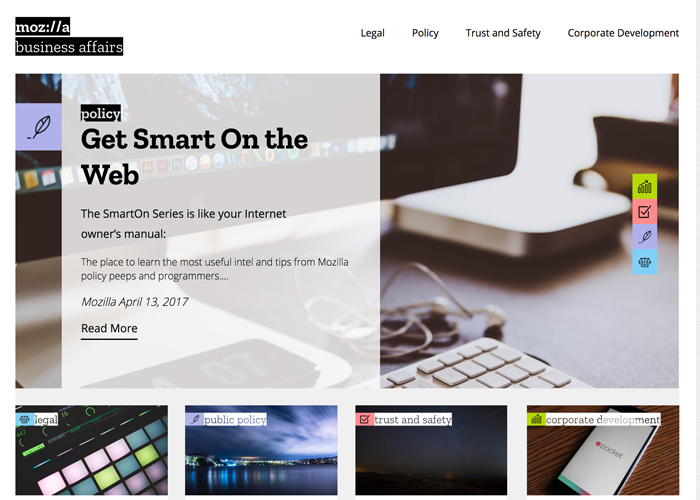 moz://a
business affairs
Legal Policy Trust and Safety Corporate Development
policy
Get Smart On the
Web
The SmartOn Series is like your Internet
owner's manual:
The place to learn the most useful intel and tips from Mozilla
policy peeps and programmers....
Mozilla April 13, 2017
Read More
legal
public policy
trust and safety
corporate development
pocket